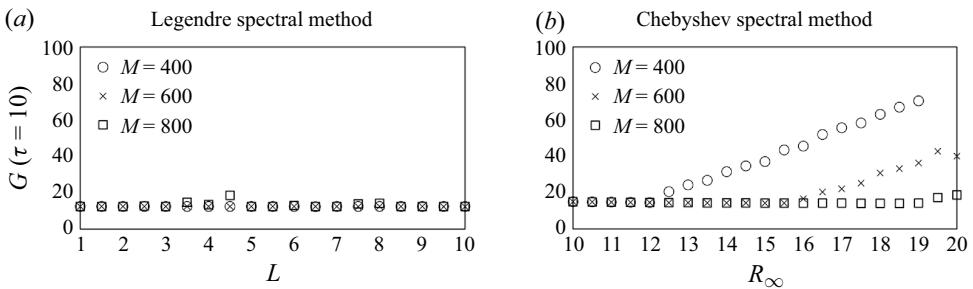 (a) Legendre spectral method
100
80
60
40
20
0
G (τ = 10)
M = 400
M = 600
M = 800
1 2 3 4 5 6 7 8 9 10
L
(b) Chebyshev spectral method
100
80
60
40
20
0
M = 400
M = 600
M = 800
10 11 12 13 14 15 16 17 18 19 20
R∞